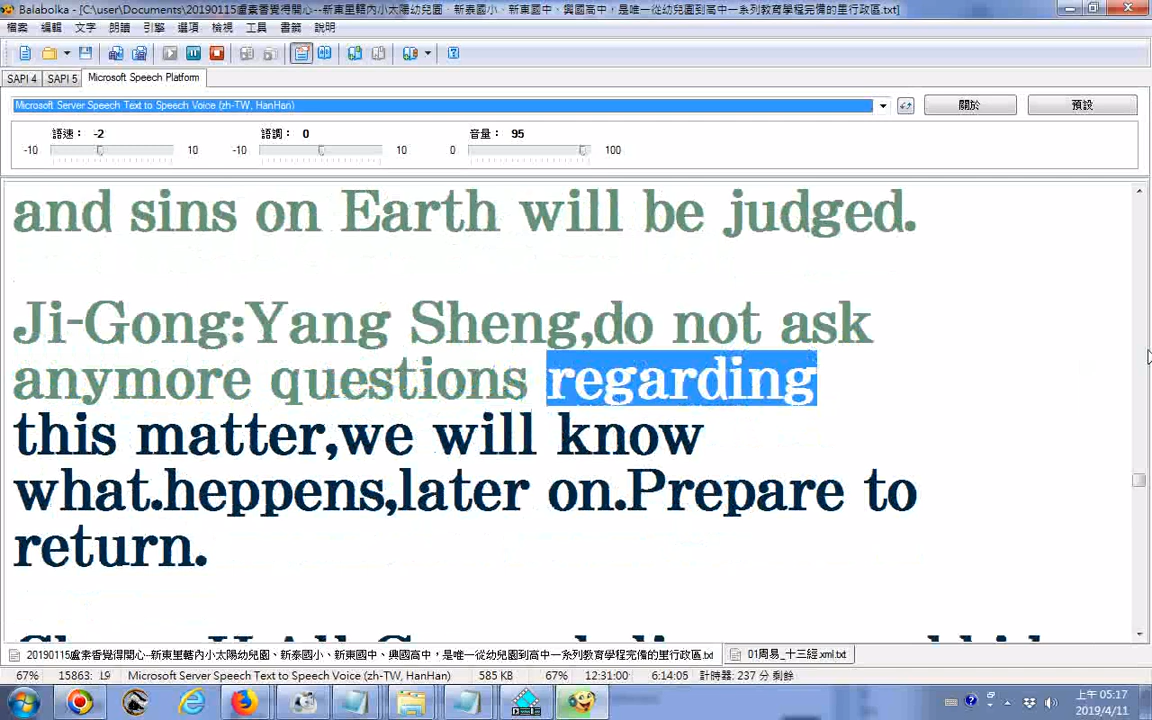 Balabolka - [C:\user\Documents\20190115盧素香覺得開心--新東里轄內小太陽幼兒園、新泰國小、新東國中、興國高中，是唯一從幼兒園到高中一系列教育學程完備的里行政區.txt]
檔案 編輯 文字 朗讀 引擎 選項 工具 書籤 說明
SAPI 4 SAPI 5 Microsoft Speech Platform
Microsoft Server Speech Text to Speech Voice (zh-TW, HanHan) 關於 預設
語速： -2 語調： 0 音量： 95
-10 10 -10 10 0 100
and sins on Earth will be judged.
Ji-Gong:Yang Sheng,do not ask
anymore questions regarding
this matter,we will know
what.heppens,later on.Prepare to
return.
20190115盧素香覺得開心--新東里轄內小太陽幼兒園、新泰國小、新東國中、興國高中，是唯一從幼兒園到高中一系列教育學程完備的里行政區.txt 01周易_十三經.xml.txt
67% 15863: L9 Microsoft Server Speech Text to Speech Voice (zh-TW, HanHan) 585 KB 67% 12:31:00 6:14:05 計時器: 237 分 剩餘
上午 05:17
2019/4/11